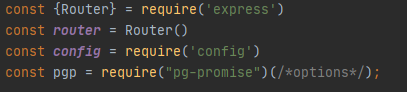 const {Router} = require('express')
const router = Router()
const config = require('config')
const pgp = require("pg-promise")(/*options*/);